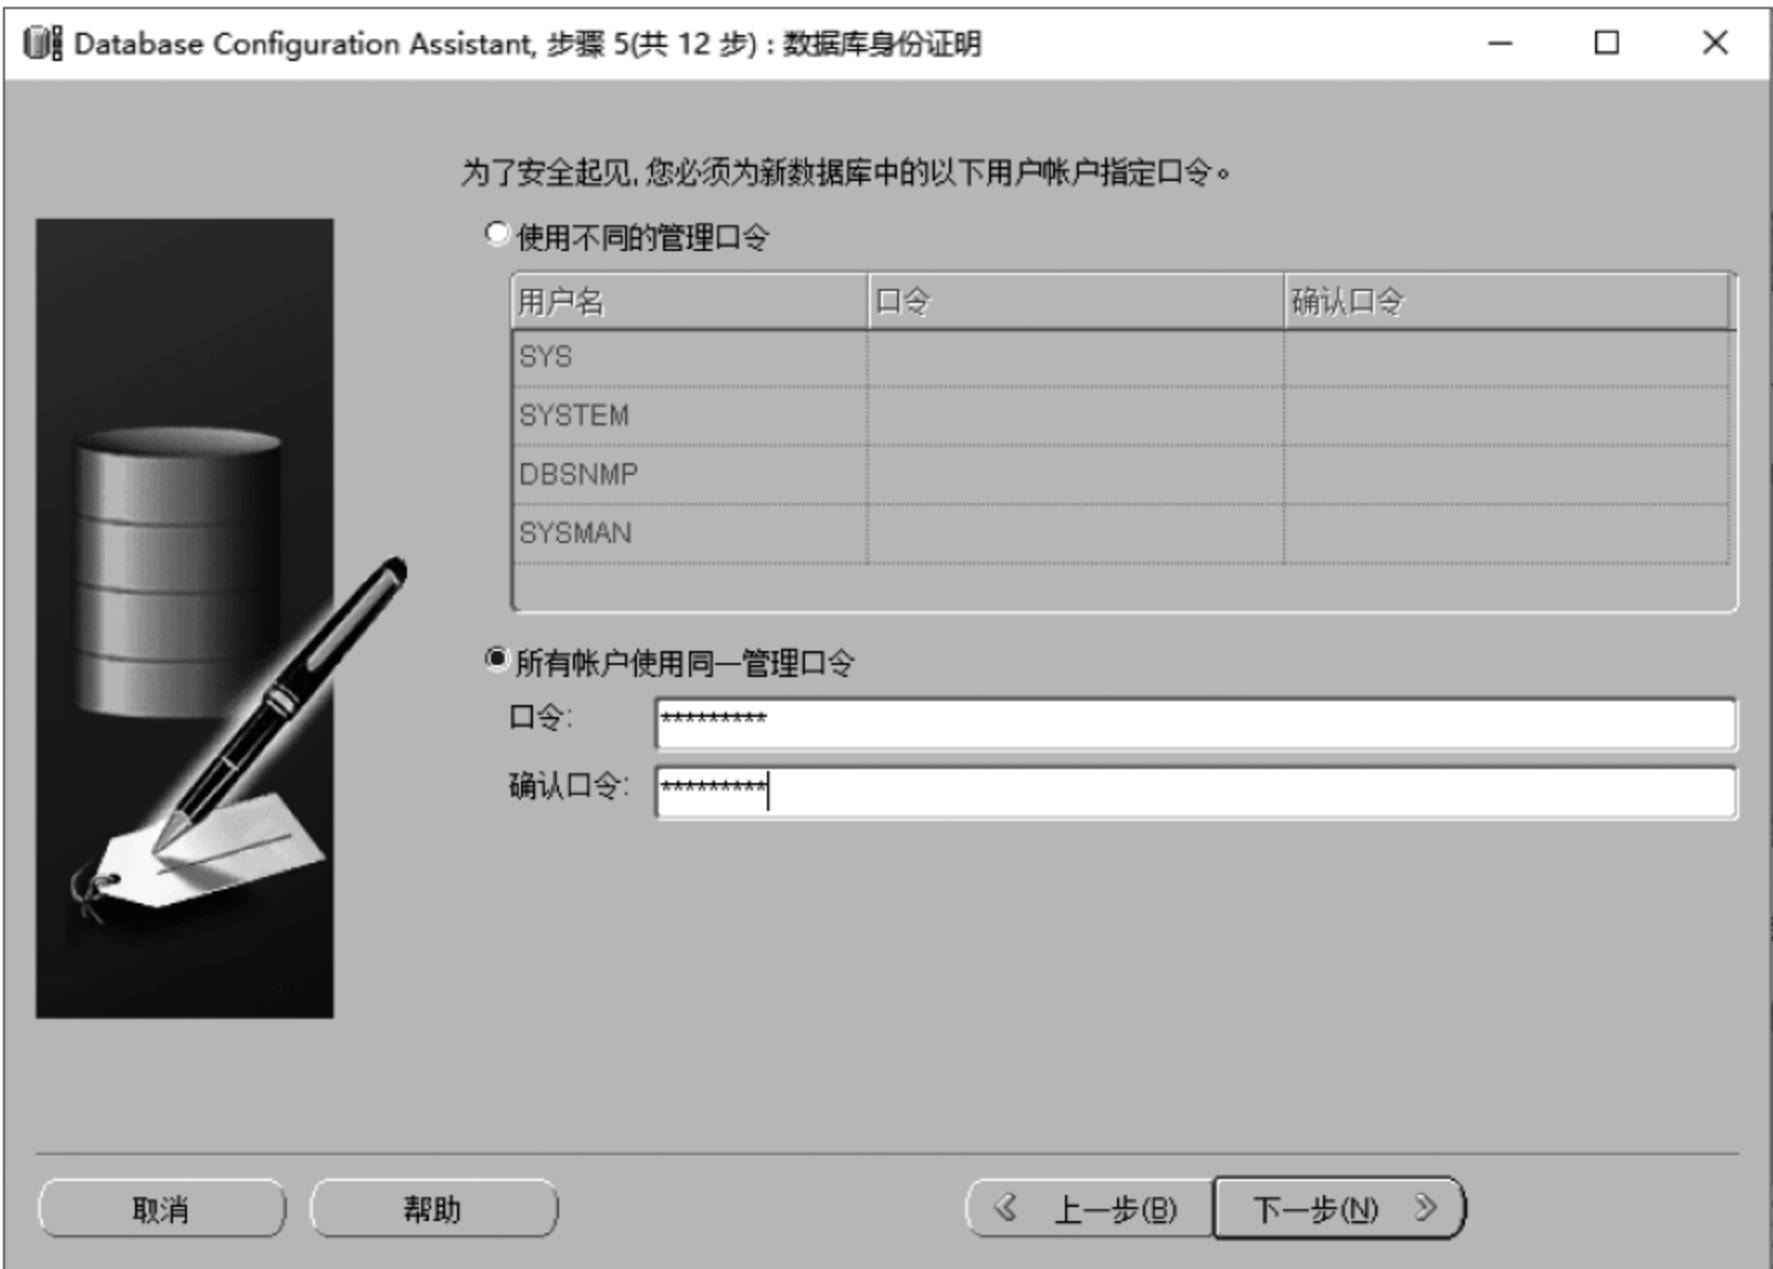 Database Configuration Assistant, 步骤 5(共 12 步) : 数据库身份证明
为了安全起见, 您必须为新数据库中的以下用户帐户指定口令。
使用不同的管理口令
用户名 口令 确认口令
SYS
SYSTEM
DBSNMP
SYSMAN
所有帐户使用同一管理口令
口令: *********
确认口令: *********
取消 帮助 上一步(B) 下一步(N)